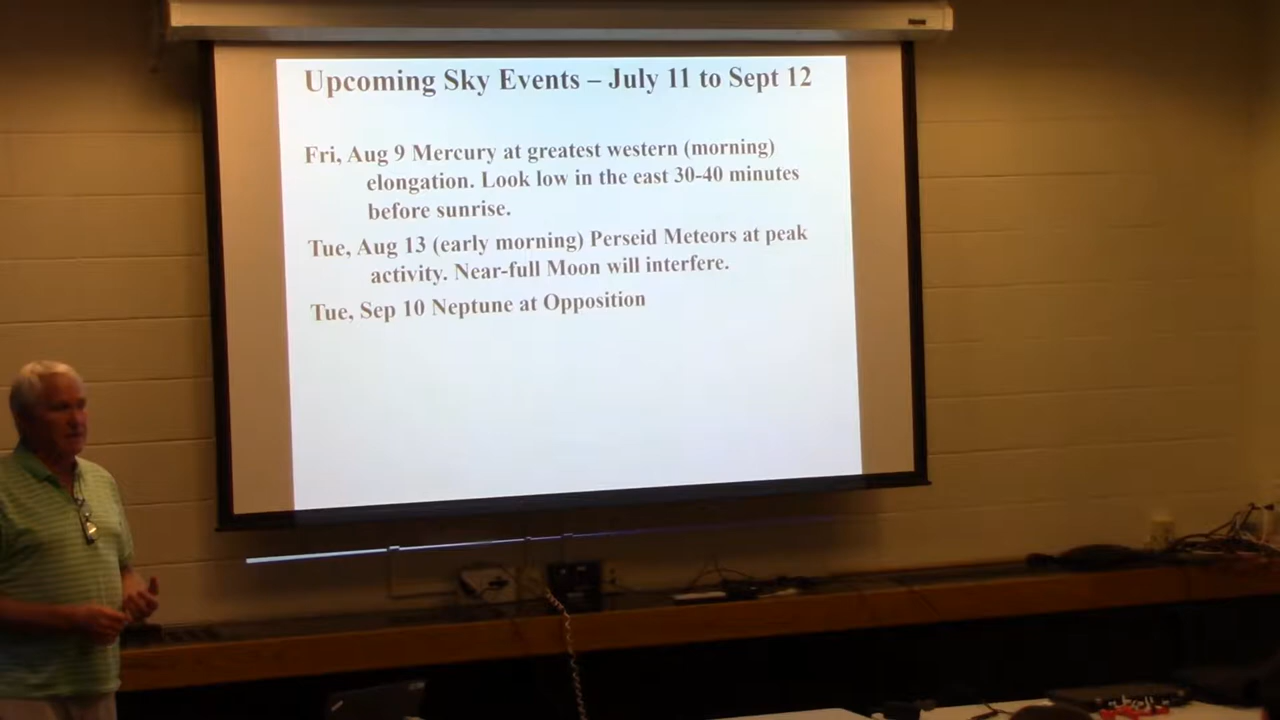 Upcoming Sky Events – July 11 to Sept 12
Fri, Aug 9 Mercury at greatest western (morning)
elongation. Look low in the east 30-40 minutes
before sunrise.
Tue, Aug 13 (early morning) Perseid Meteors at peak
activity. Near-full Moon will interfere.
Tue, Sep 10 Neptune at Opposition